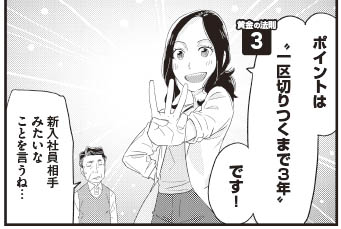 黄金の法則
3
ポイントは
〝一区切りつくまで3年〟
です!
新入社員相手
みたいな
ことを言うね…